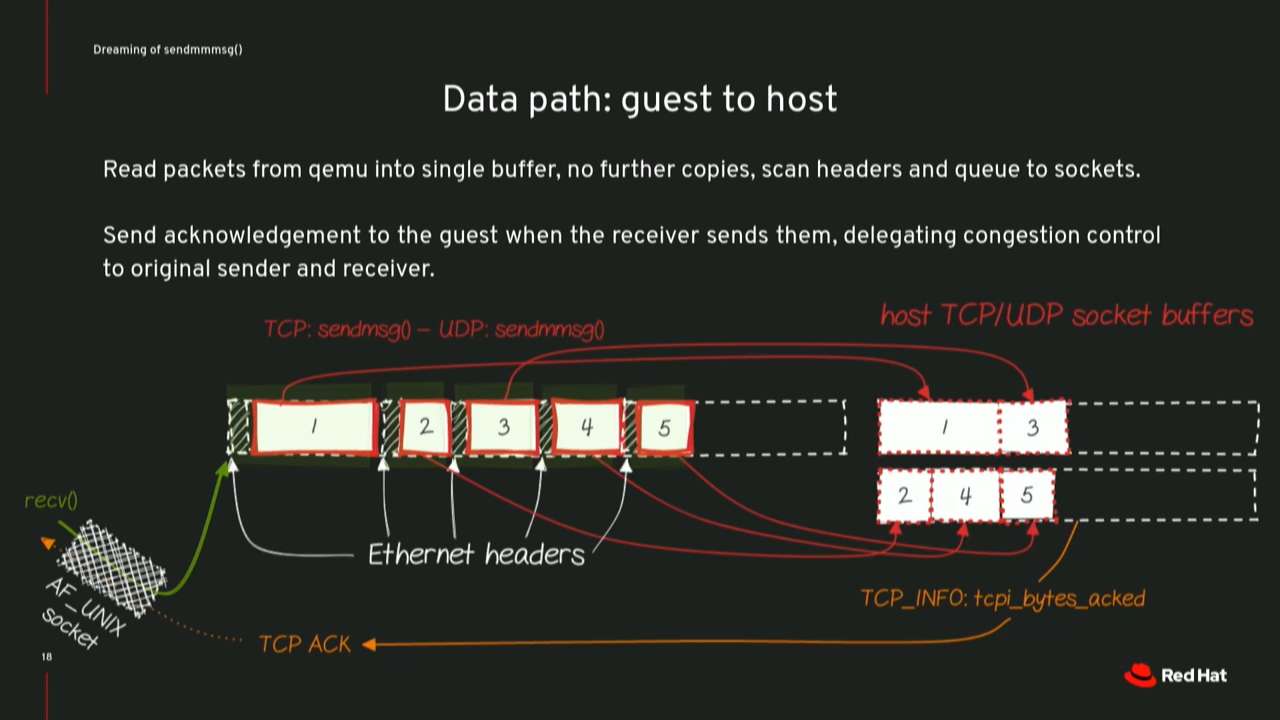 Dreaming of sendmmmsg()
Data path: guest to host
Read packets from qemu into single buffer, no further copies, scan headers and queue to sockets.
Send acknowledgement to the guest when the receiver sends them, delegating congestion control
to original sender and receiver.
host TCP/UDP socket buffers
TCP: sendmsg() – UDP: sendmmsg()
1 2 3 4 5
1 3
2 4 5
recv()
Ethernet headers
AF_UNIX
socket
TCP_INFO: tcpi_bytes_acked
TCP ACK
18
Red Hat